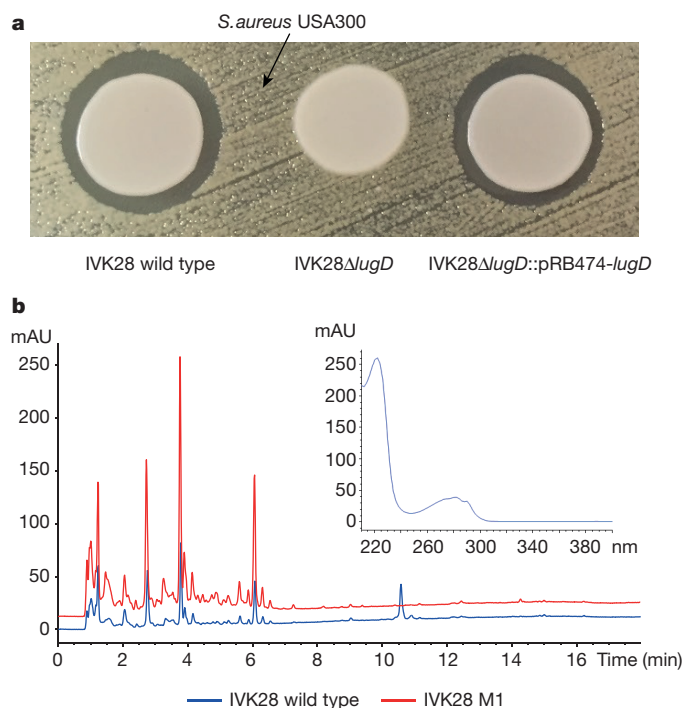 a
S.aureus USA300
IVK28 wild type IVK28ΔlugD IVK28ΔlugD::pRB474-lugD
b
mAU
250
200
150
100
50
0
0 2 4 6 8 10 12 14 16 Time (min)
mAU
250
200
150
100
50
0
220 260 300 340 380 nm
IVK28 wild type IVK28 M1